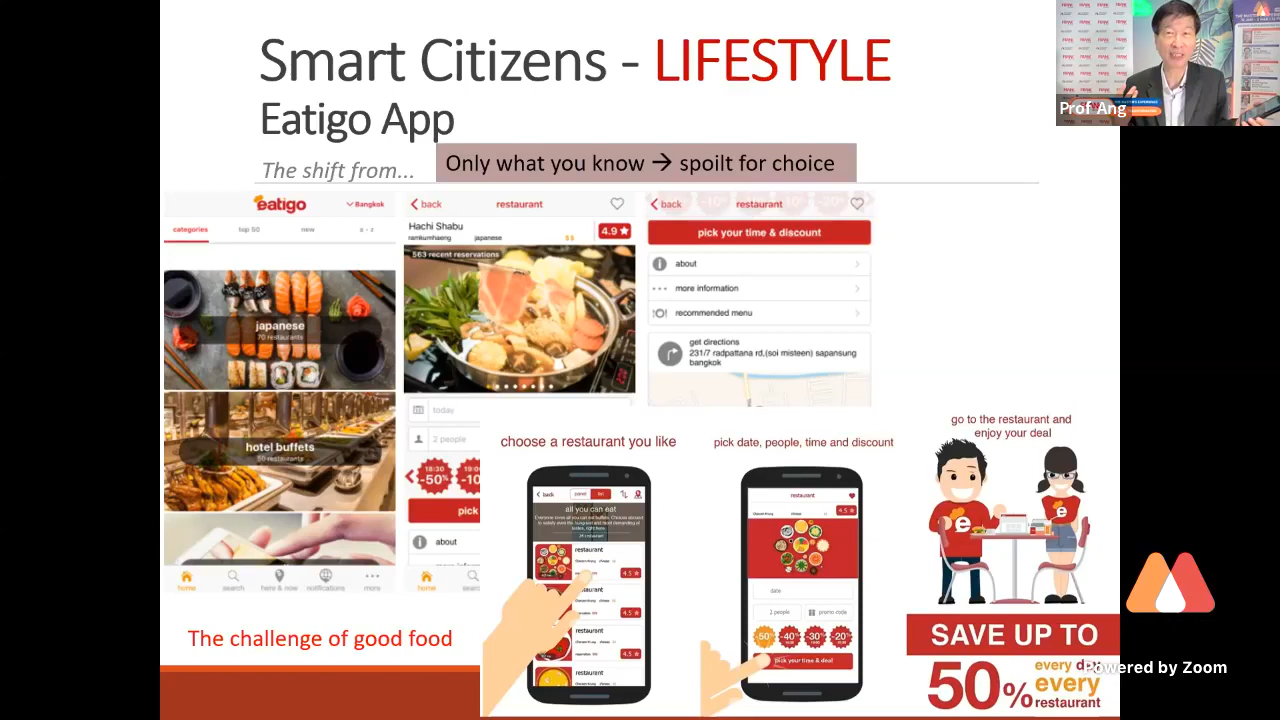 Smart Citizens - LIFESTYLE
Eatigo App
The shift from...
Only what you know → spoilt for choice
Prof Ang
eatigo
Bangkok
categories
top 50
new
a - z
japanese
70 restaurants
hotel buffets
50 restaurants
home
search
here & now
notifications
more
back
restaurant
Hachi Shabu
ramkumhaeng
japanese
$$
4.9 ★
563 recent reservations
today
2 people
18:30
-50%
19:00
-10
pick
about
home
search
back
restaurant
pick your time & discount
about
more information
recommended menu
get directions
231/7 radpattana rd,(soi misteen) sapansung
bangkok
choose a restaurant you like
back
panel
list
all you can eat
restaurant
4.5 ★
restaurant
4.5 ★
restaurant
4.5 ★
restaurant
pick date, people, time and discount
restaurant
4.5 ★
date
2 people
promo code
-50%
-40%
-30%
-20%
pick your time & deal
go to the restaurant and
enjoy your deal
e
SAVE UP TO
50%
every day
every
restaurant
The challenge of good food
Powered by Zoom